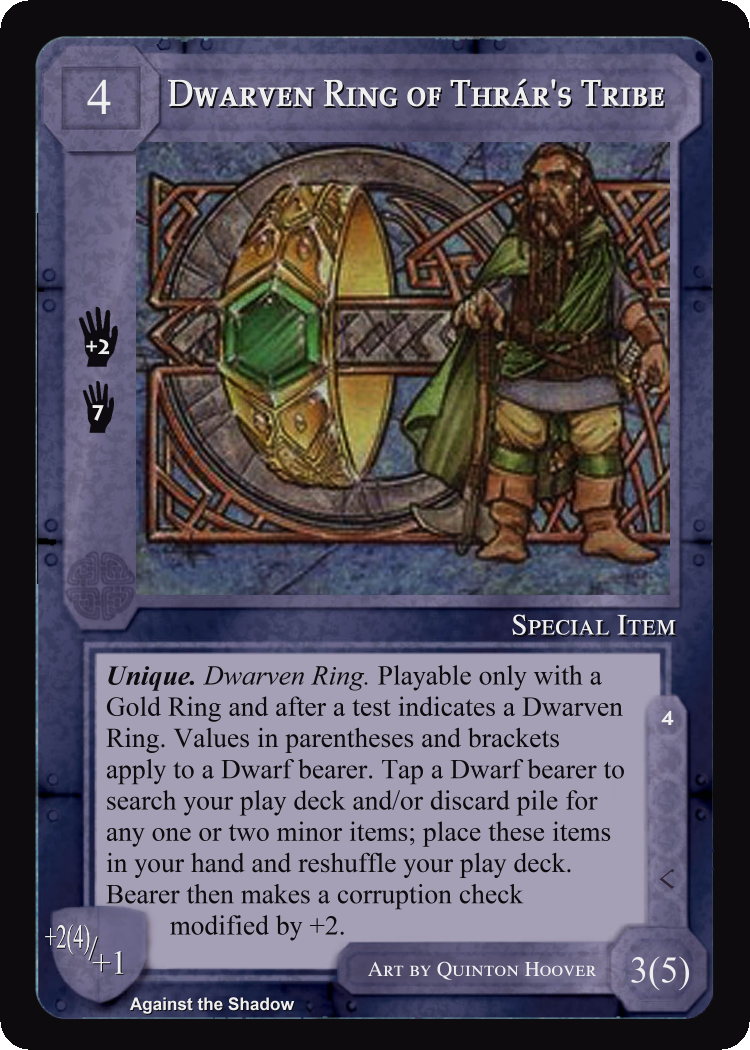 4
Dwarven Ring of Thrár's Tribe
+2
7
Special Item
Unique. Dwarven Ring. Playable only with a
Gold Ring and after a test indicates a Dwarven
Ring. Values in parentheses and brackets
apply to a Dwarf bearer. Tap a Dwarf bearer to
search your play deck and/or discard pile for
any one or two minor items; place these items
in your hand and reshuffle your play deck.
Bearer then makes a corruption check
modified by +2.
4
<
+2(4)/+1
Art by Quinton Hoover
3(5)
Against the Shadow